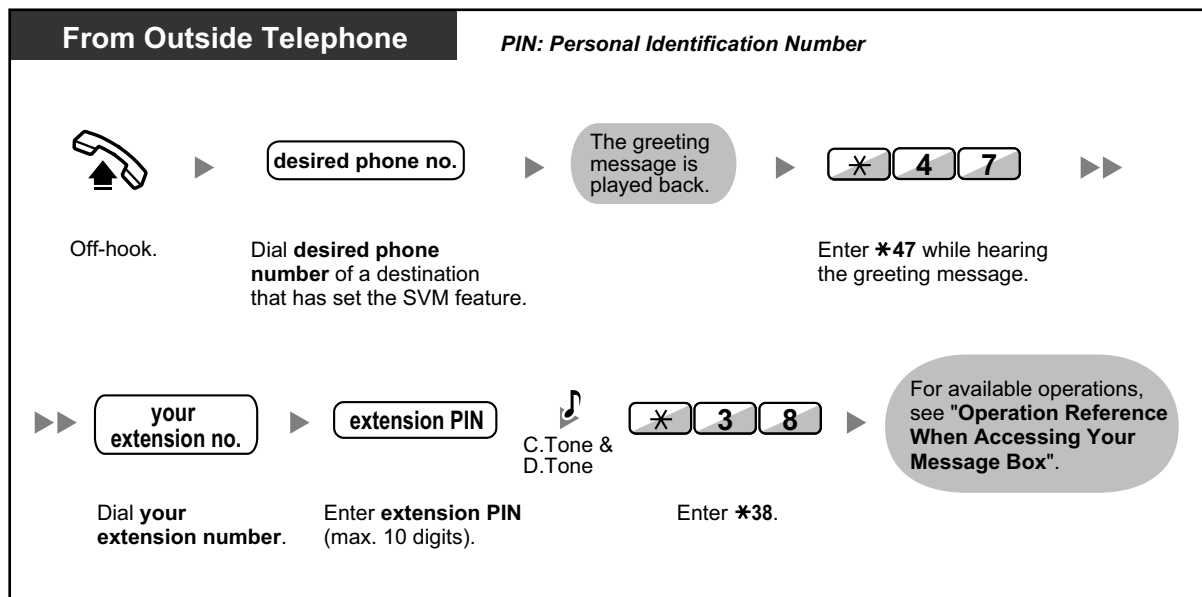 From Outside Telephone
PIN: Personal Identification Number
desired phone no.
The greeting
message is
played back.
* 4 7
Off-hook.
Dial desired phone
number of a destination
that has set the SVM feature.
Enter *47 while hearing
the greeting message.
your
extension no.
extension PIN
C.Tone &
D.Tone
* 3 8
For available operations,
see "Operation Reference
When Accessing Your
Message Box".
Dial your
extension number.
Enter extension PIN
(max. 10 digits).
Enter *38.